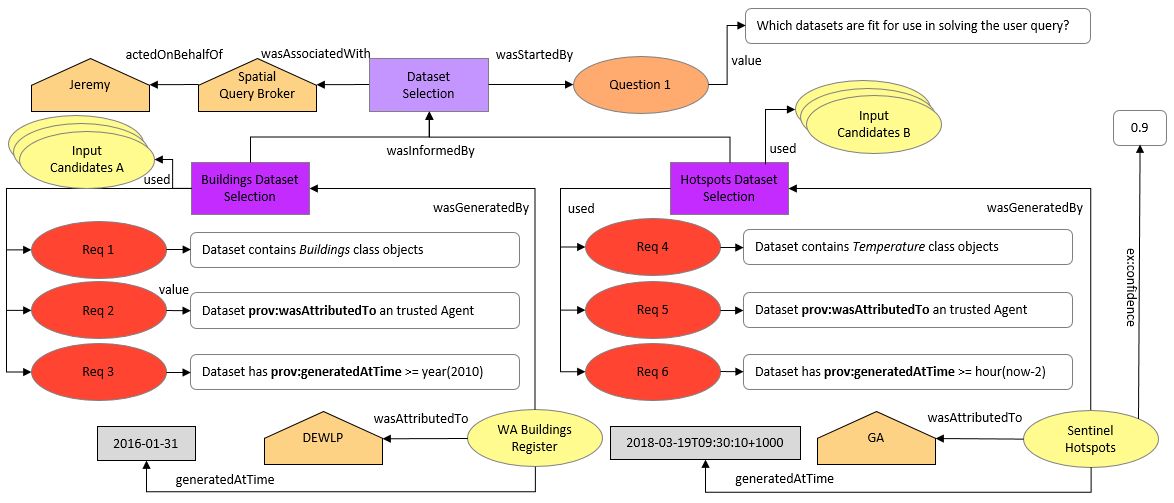 Which datasets are fit for use in solving the user query?
actedOnBehalfOf
wasAssociatedWith
wasStartedBy
value
Jeremy
Spatial
Query Broker
Dataset
Selection
Question 1
Input
Candidates A
Input
Candidates B
0.9
used
wasInformedBy
used
Buildings Dataset
Selection
Hotspots Dataset
Selection
wasGeneratedBy
used
wasGeneratedBy
Req 1
Dataset contains Buildings class objects
Req 4
Dataset contains Temperature class objects
value
Req 2
Dataset prov:wasAttributedTo an trusted Agent
Req 5
Dataset prov:wasAttributedTo an trusted Agent
ex:confidence
Req 3
Dataset has prov:generatedAtTime >= year(2010)
Req 6
Dataset has prov:generatedAtTime >= hour(now-2)
2016-01-31
DEWLP
wasAttributedTo
WA Buildings
Register
2018-03-19T09:30:10+1000
GA
wasAttributedTo
Sentinel
Hotspots
generatedAtTime
generatedAtTime